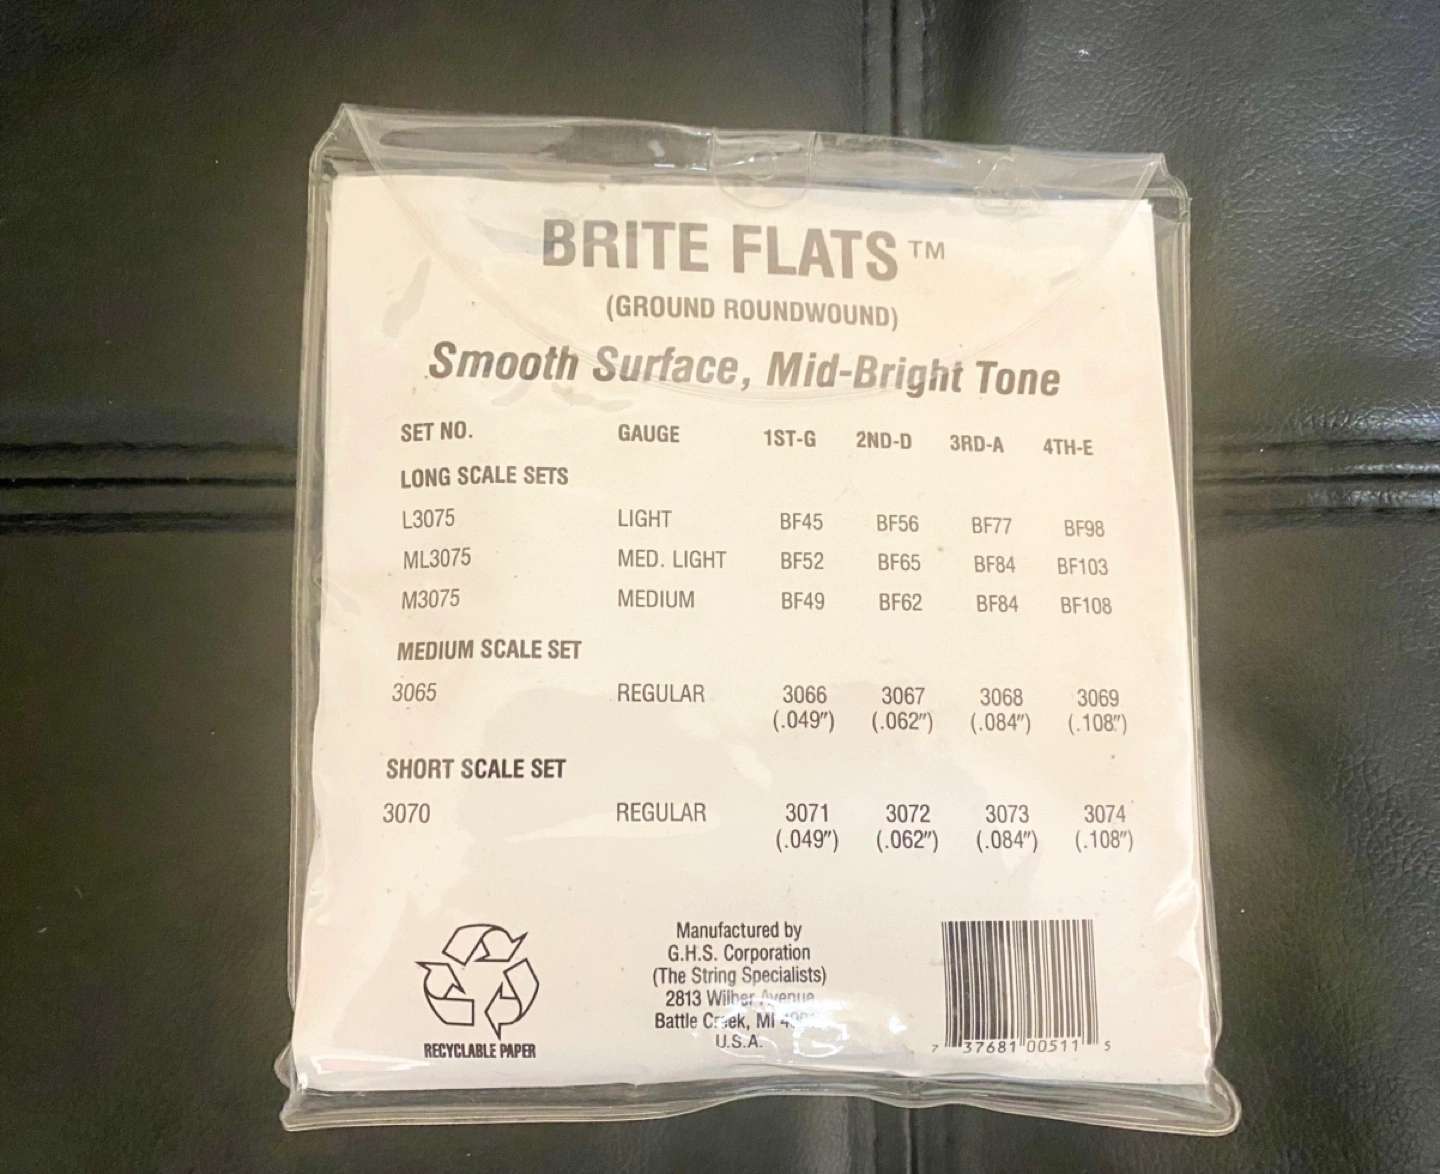 BRITE FLATS™
(GROUND ROUNDWOUND)
Smooth Surface, Mid-Bright Tone
SET NO. GAUGE 1ST-G 2ND-D 3RD-A 4TH-E
LONG SCALE SETS
L3075 LIGHT BF45 BF56 BF77 BF98
ML3075 MED. LIGHT BF52 BF65 BF84 BF103
M3075 MEDIUM BF49 BF62 BF84 BF108
MEDIUM SCALE SET
3065 REGULAR 3066 3067 3068 3069
(.049") (.062") (.084") (.108")
SHORT SCALE SET
3070 REGULAR 3071 3072 3073 3074
(.049") (.062") (.084") (.108")
Manufactured by
G.H.S. Corporation
(The String Specialists)
2813 Wilber Avenue
Battle Creek, MI
U.S.A.
RECYCLABLE PAPER
7 37681 00511 5